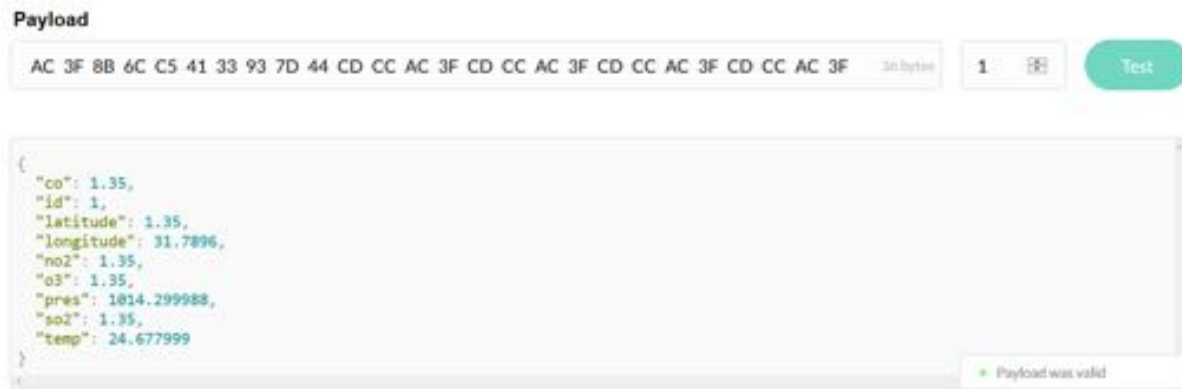 Payload
AC 3F 8B 6C C5 41 33 93 7D 44 CD CC AC 3F CD CC AC 3F CD CC AC 3F CD CC AC 3F 36 bytes 1 Test
{
"co": 1.35,
"id": 1,
"latitude": 1.35,
"longitude": 31.7896,
"no2": 1.35,
"o3": 1.35,
"pres": 1014.299988,
"so2": 1.35,
"temp": 24.677999
}
Payload was valid